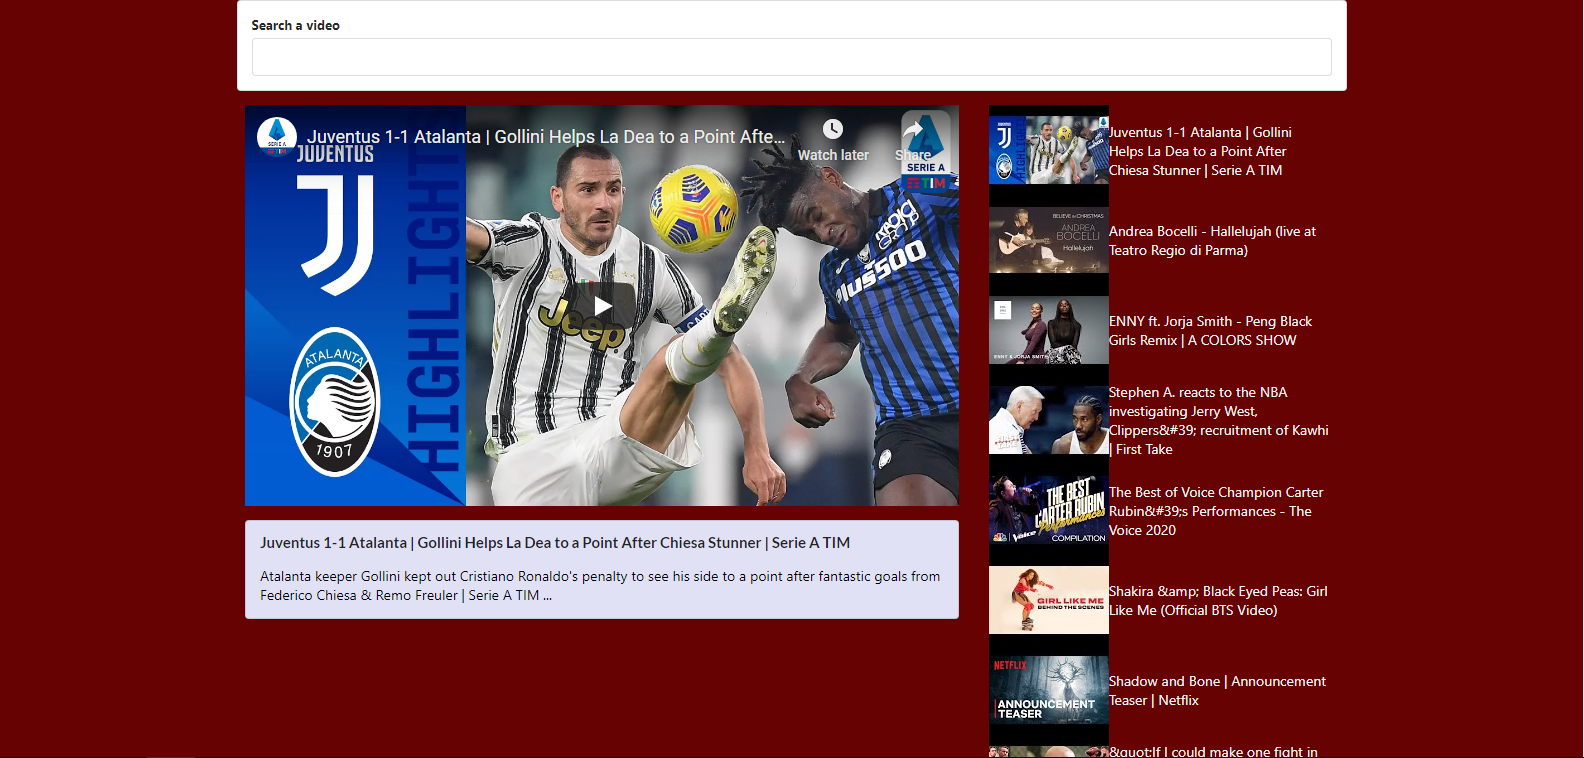 Search a video
Juventus 1-1 Atalanta | Gollini Helps La Dea to a Point Afte...
Watch later
Share
SERIE A
TIM
JUVENTUS
HIGHLIGHTS
ATALANTA
1907
Jeep
plus500
Juventus 1-1 Atalanta | Gollini Helps La Dea to a Point After Chiesa Stunner | Serie A TIM
Atalanta keeper Gollini kept out Cristiano Ronaldo's penalty to see his side to a point after fantastic goals from
Federico Chiesa & Remo Freuler | Serie A TIM ...
Juventus 1-1 Atalanta | Gollini
Helps La Dea to a Point After
Chiesa Stunner | Serie A TIM
BELIEVE IN CHRISTMAS
ANDREA
BOCELLI
Hallelujah
Andrea Bocelli - Hallelujah (live at
Teatro Regio di Parma)
ENNY & JORJA SMITH
ENNY ft. Jorja Smith - Peng Black
Girls Remix | A COLORS SHOW
Stephen A. reacts to the NBA
investigating Jerry West,
Clippers&#39; recruitment of Kawhi
| First Take
THE BEST
CARTER RUBIN
Performances
Voice
COMPILATION
The Best of Voice Champion Carter
Rubin&#39;s Performances - The
Voice 2020
GIRL LIKE ME
BEHIND THE SCENES
Shakira &amp; Black Eyed Peas: Girl
Like Me (Official BTS Video)
NETFLIX
ANNOUNCEMENT
TEASER
Shadow and Bone | Announcement
Teaser | Netflix
&quot;If I could make one fight in